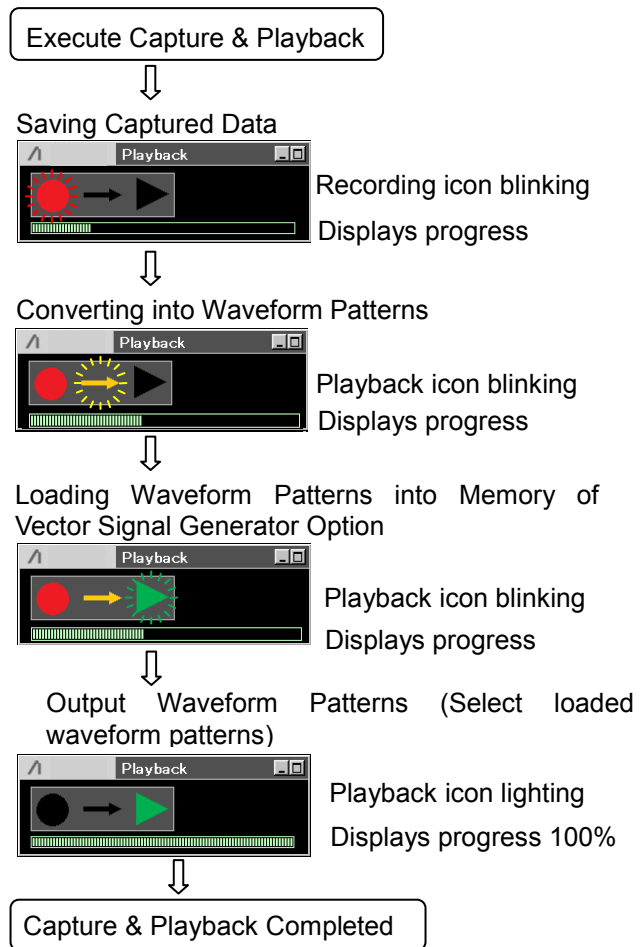 Execute Capture & Playback
Saving Captured Data
Playback
Recording icon blinking
Displays progress
Converting into Waveform Patterns
Playback
Playback icon blinking
Displays progress
Loading Waveform Patterns into Memory of
Vector Signal Generator Option
Playback
Playback icon blinking
Displays progress
Output Waveform Patterns (Select loaded
waveform patterns)
Playback
Playback icon lighting
Displays progress 100%
Capture & Playback Completed